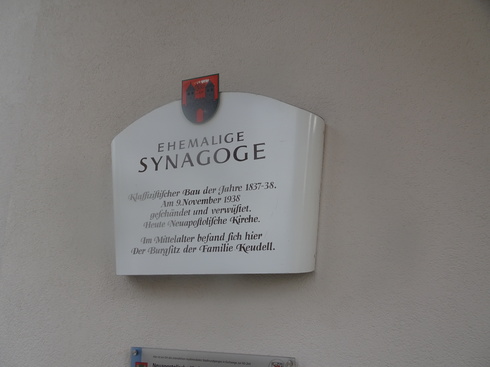 EHEMALIGE
SYNAGOGE
Klaſſiziſtiſcher Bau der Jahre 1837-38.
Am 9.November 1938
geſchändet und verwüſtet.
Heute Neuapoſtoliſche Kirche.
Im Mittelalter befand ſich hier
Der Burgſitz der Familie Keudell.